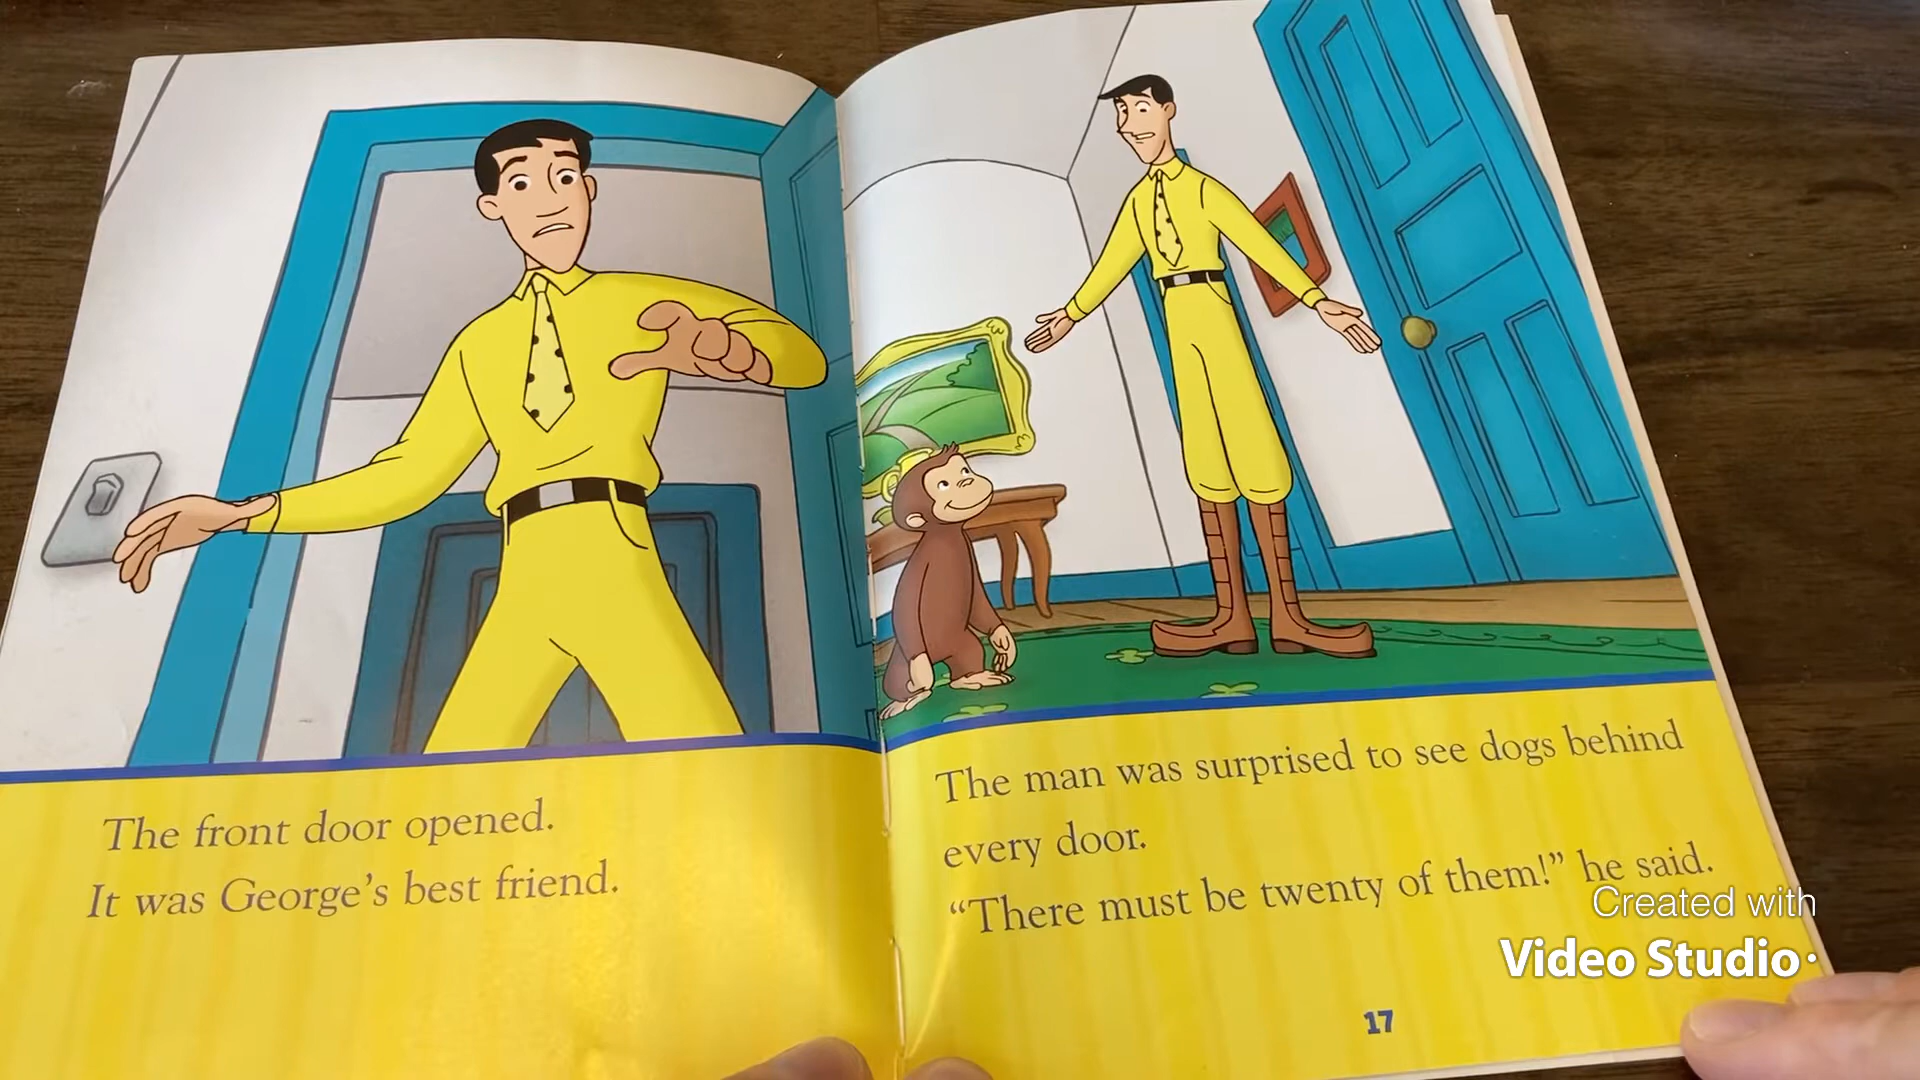 The front door opened.
It was George’s best friend.
The man was surprised to see dogs behind
every door.
“There must be twenty of them!” he said.
17
Created with
Video Studio